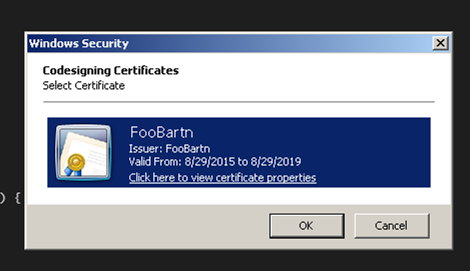 Windows Security
Codesigning Certificates
Select Certificate
FooBartn
Issuer: FooBartn
Valid From: 8/29/2015 to 8/29/2019
Click here to view certificate properties
) {
OK Cancel